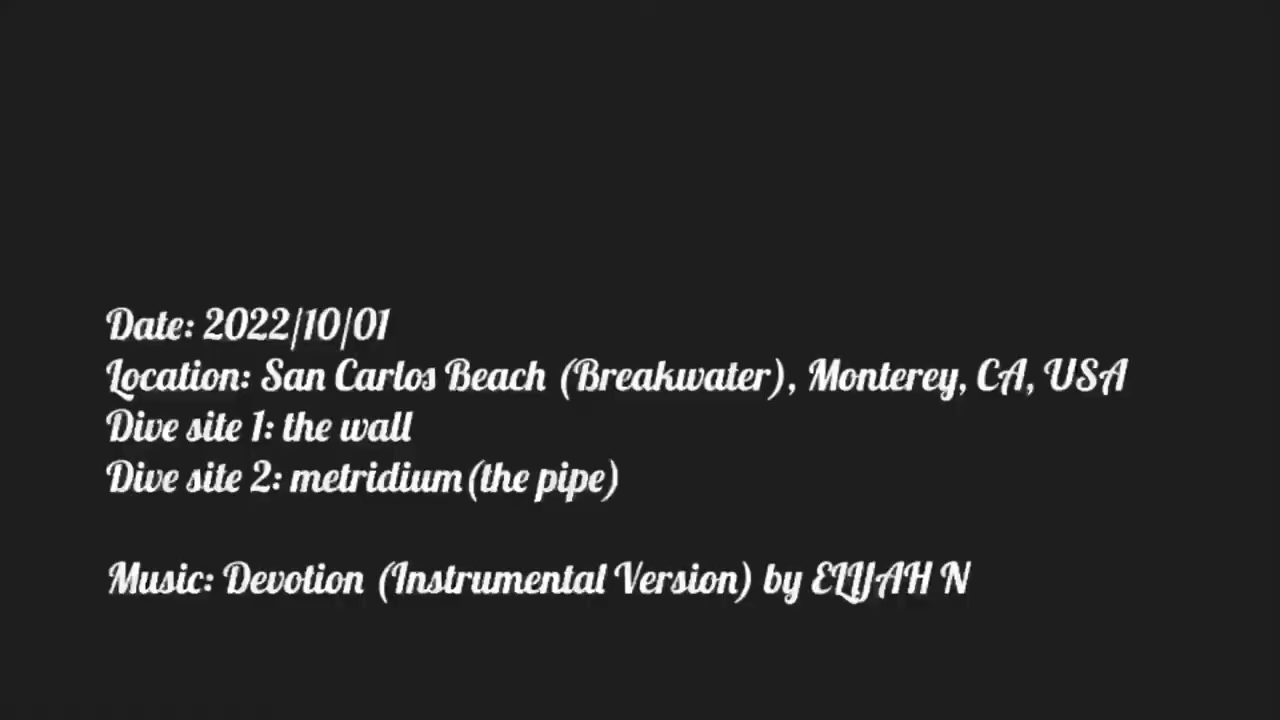 Date: 2022/10/01
Location: San Carlos Beach (Breakwater), Monterey, CA, USA
Dive site 1: the wall
Dive site 2: metridium(the pipe)
Music: Devotion (Instrumental Version) by ELIJAH N